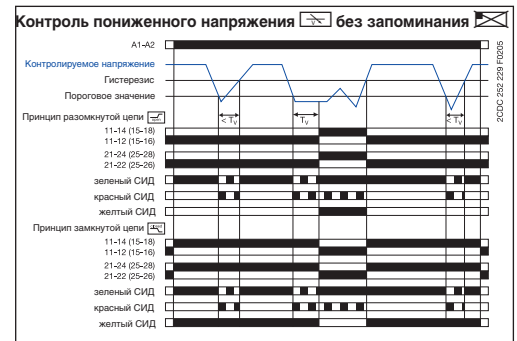 Контроль пониженного напряжения без запоминания
A1-A2
Контролируемое напряжение
Гистерезис
Пороговое значение
2CDC 252 229 F0205
< Tv Tv < Tv
Принцип разомкнутой цепи open
11-14 (15-18)
11-12 (15-16)
21-24 (25-28)
21-22 (25-26)
зеленый СИД
красный СИД
желтый СИД
Принцип замкнутой цепи closed
11-14 (15-18)
11-12 (15-16)
21-24 (25-28)
21-22 (25-26)
зеленый СИД
красный СИД
желтый СИД